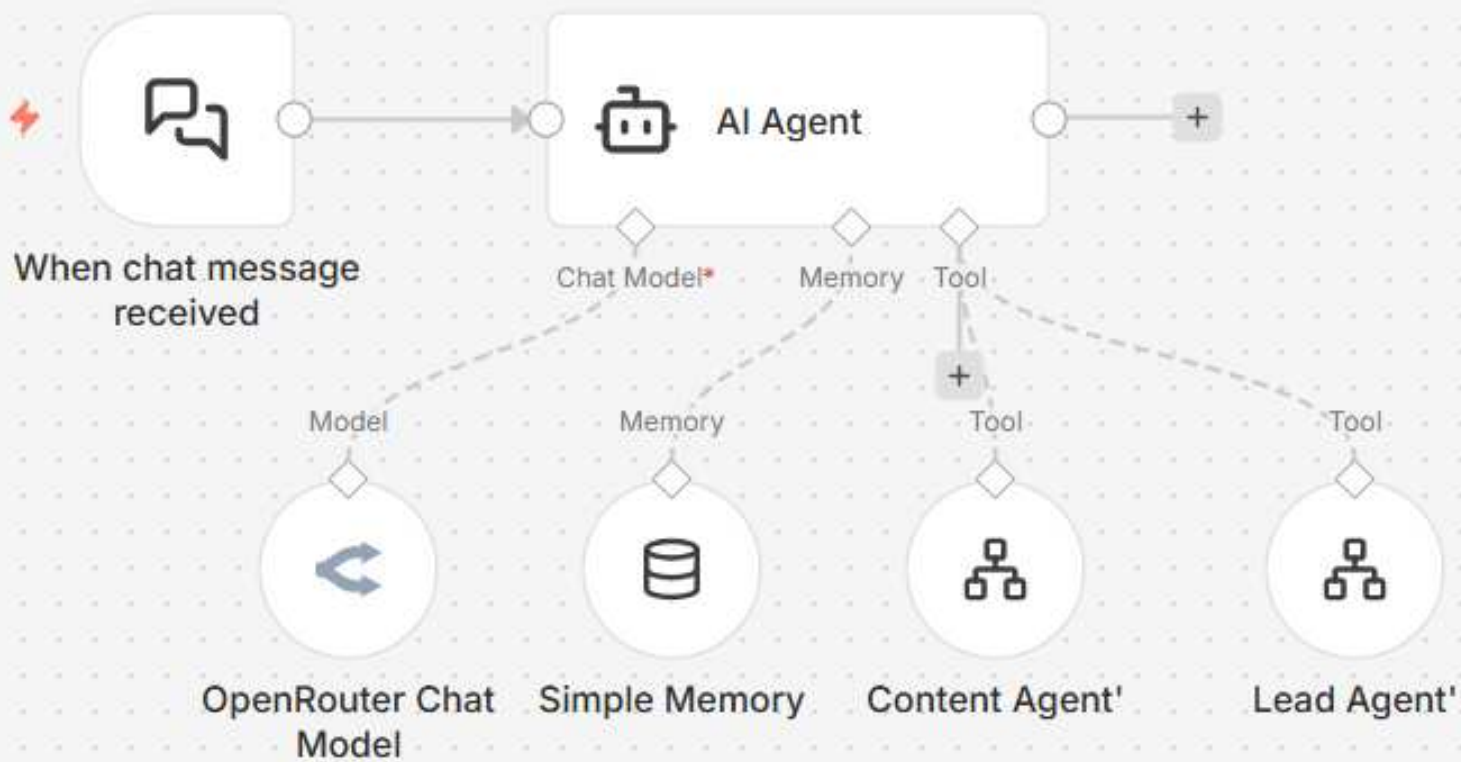 AI Agent
When chat message
received
Chat Model*
Memory
Tool
Model
Memory
Tool
Tool
OpenRouter Chat
Model
Simple Memory
Content Agent'
Lead Agent'